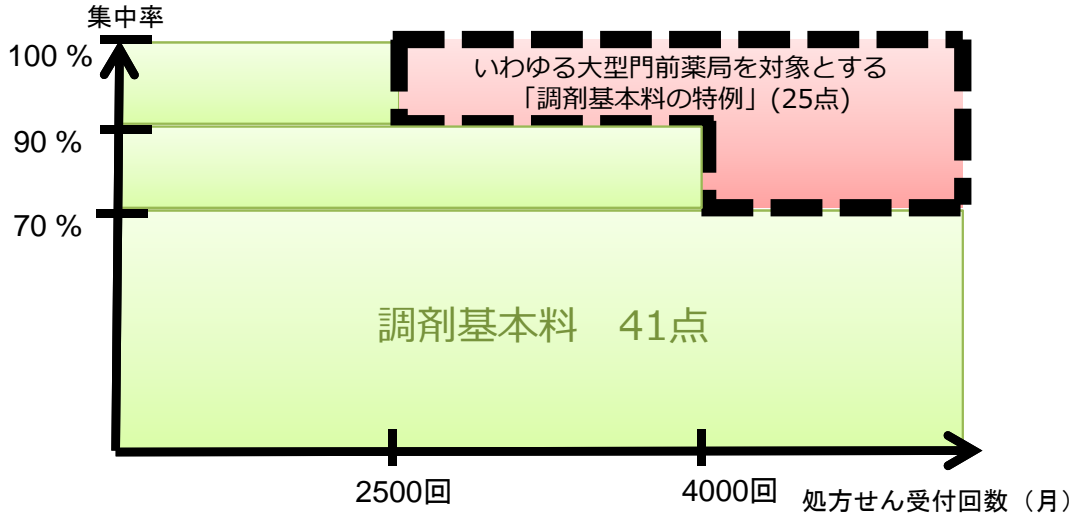 集中率
100 %
いわゆる大型門前薬局を対象とする
「調剤基本料の特例」(25点)
90 %
70 %
調剤基本料　41点
2500回
4000回
処方せん受付回数（月）